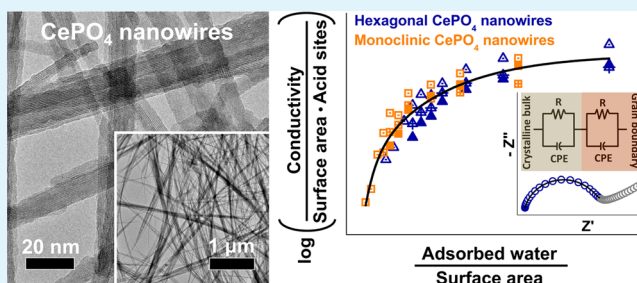 CePO4 nanowires
20 nm
1 μm
log
Conductivity
Surface area · Acid sites
Hexagonal CePO4 nanowires
Monoclinic CePO4 nanowires
Crystalline bulk
R
CPE
R
CPE
Grain boundary
- Z"
Z'
Adsorbed water
Surface area